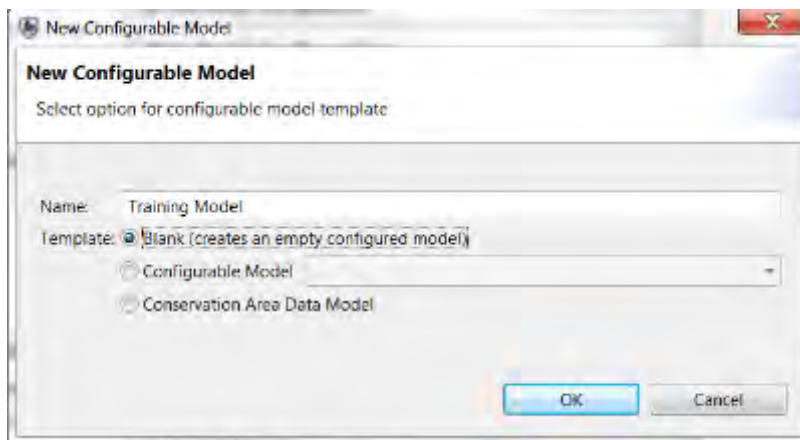 New Configurable Model
New Configurable Model
Select option for configurable model template
Name: Training Model
Template: Blank (creates an empty configured model)
Configurable Model
Conservation Area Data Model
OK Cancel